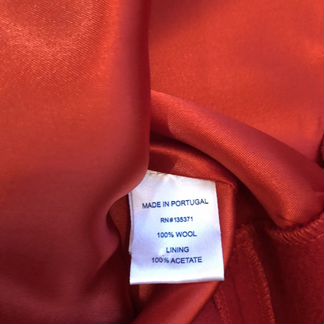 MADE IN PORTUGAL
RN#135371
100% WOOL
LINING
100% ACETATE